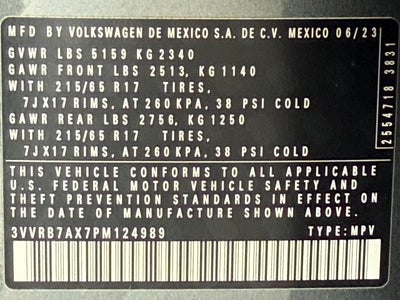 MFD BY VOLKSWAGEN DE MEXICO S.A. DE C.V. MEXICO 06/23
GVWR LBS 5159 KG 2340
GAWR FRONT LBS 2513, KG 1140
WITH 215/65 R17 TIRES,
7JX17 RIMS, AT 260 KPA, 38 PSI COLD
GAWR REAR LBS 2756, KG 1250
WITH 215/65 R17 TIRES,
7JX17 RIMS, AT 260 KPA, 38 PSI COLD
THIS VEHICLE CONFORMS TO ALL APPLICABLE
U.S. FEDERAL MOTOR VEHICLE SAFETY AND
THEFT PREVENTION STANDARDS IN EFFECT ON
THE DATE OF MANUFACTURE SHOWN ABOVE.
3VVRB7AX7PM124989 TYPE: MPV
2554718 3831